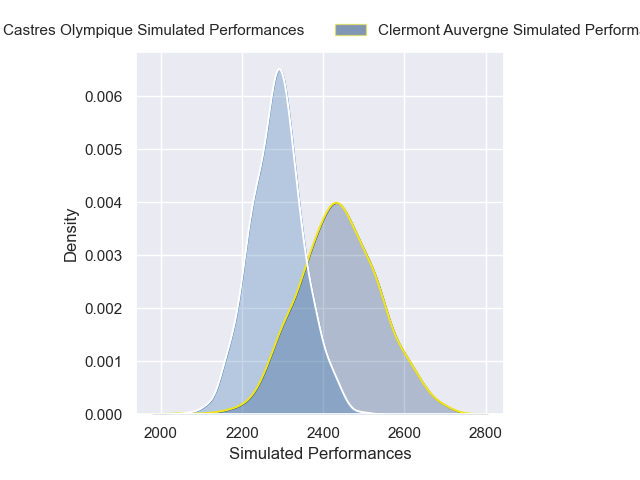 Castres Olympique Simulated Performances
Clermont Auvergne Simulated Perform
0.006
0.005
0.004
0.003
0.002
0.001
0.000
Density
2000 2200 2400 2600 2800
Simulated Performances